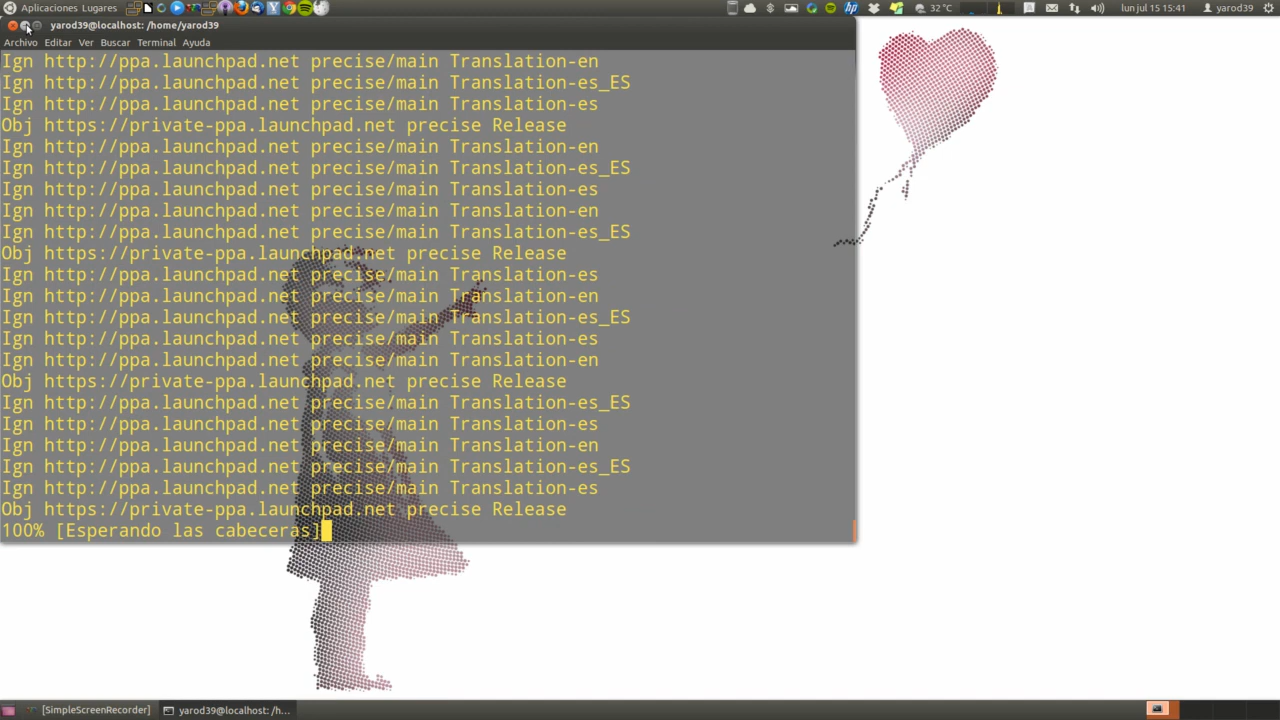 Aplicaciones Lugares
32 °C
lun jul 15 15:41
yarod39
yarod39@localhost: /home/yarod39
Archivo Editar Ver Buscar Terminal Ayuda
Ign http://ppa.launchpad.net precise/main Translation-en
Ign http://ppa.launchpad.net precise/main Translation-es_ES
Ign http://ppa.launchpad.net precise/main Translation-es
Obj https://private-ppa.launchpad.net precise Release
Ign http://ppa.launchpad.net precise/main Translation-en
Ign http://ppa.launchpad.net precise/main Translation-es_ES
Ign http://ppa.launchpad.net precise/main Translation-es
Ign http://ppa.launchpad.net precise/main Translation-en
Ign http://ppa.launchpad.net precise/main Translation-es_ES
Obj https://private-ppa.launchpad.net precise Release
Ign http://ppa.launchpad.net precise/main Translation-es
Ign http://ppa.launchpad.net precise/main Translation-en
Ign http://ppa.launchpad.net precise/main Translation-es_ES
Ign http://ppa.launchpad.net precise/main Translation-es
Ign http://ppa.launchpad.net precise/main Translation-en
Obj https://private-ppa.launchpad.net precise Release
Ign http://ppa.launchpad.net precise/main Translation-es_ES
Ign http://ppa.launchpad.net precise/main Translation-es
Ign http://ppa.launchpad.net precise/main Translation-en
Ign http://ppa.launchpad.net precise/main Translation-es_ES
Ign http://ppa.launchpad.net precise/main Translation-es
Obj https://private-ppa.launchpad.net precise Release
100% [Esperando las cabeceras]
[SimpleScreenRecorder]
yarod39@localhost: /h...